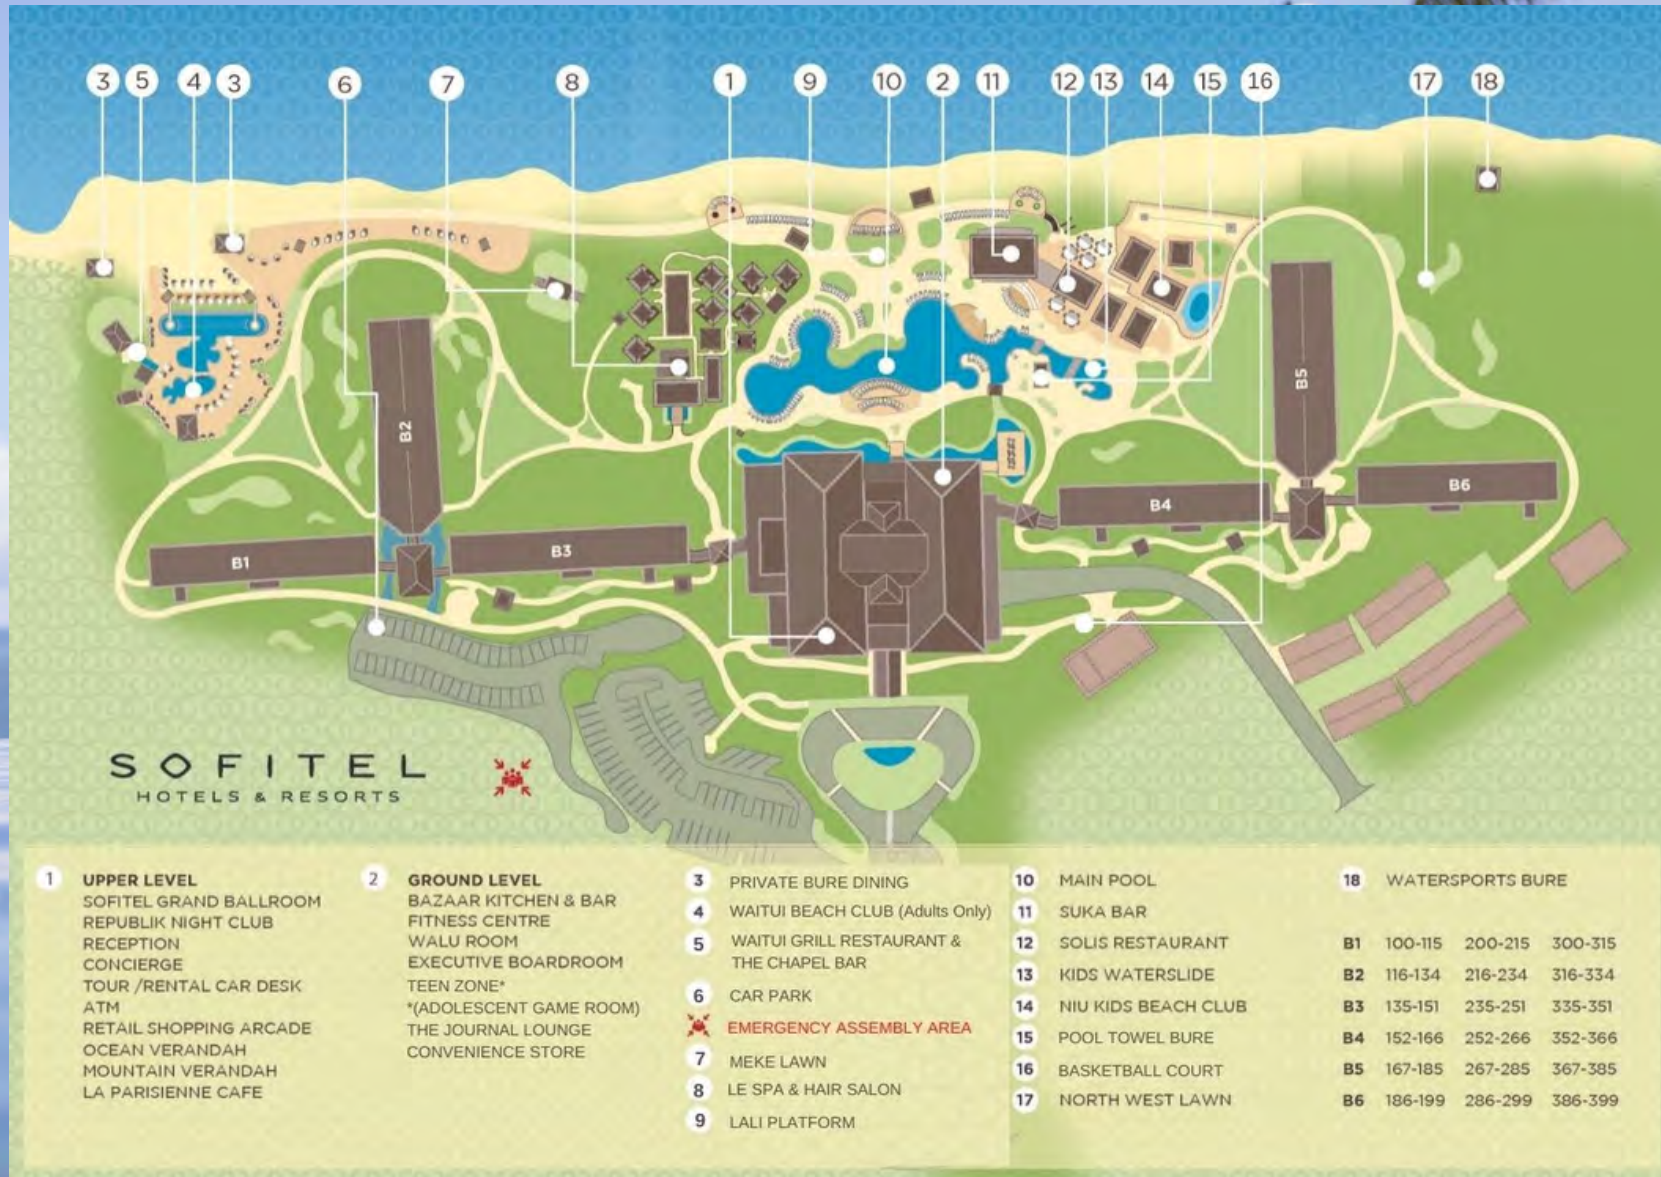 3 5 4 3 6 7 8 1 9 10 2 11 12 13 14 15 16 17 18
B2
B5
B6
B4
B3
B1
SOFITEL
HOTELS & RESORTS
1 UPPER LEVEL
SOFITEL GRAND BALLROOM
REPUBLIK NIGHT CLUB
RECEPTION
CONCIERGE
TOUR /RENTAL CAR DESK
ATM
RETAIL SHOPPING ARCADE
OCEAN VERANDAH
MOUNTAIN VERANDAH
LA PARISIENNE CAFE
2 GROUND LEVEL
BAZAAR KITCHEN & BAR
FITNESS CENTRE
WALU ROOM
EXECUTIVE BOARDROOM
TEEN ZONE*
*(ADOLESCENT GAME ROOM)
THE JOURNAL LOUNGE
CONVENIENCE STORE
3 PRIVATE BURE DINING
4 WAITUI BEACH CLUB (Adults Only)
5 WAITUI GRILL RESTAURANT &
THE CHAPEL BAR
6 CAR PARK
EMERGENCY ASSEMBLY AREA
7 MEKE LAWN
8 LE SPA & HAIR SALON
9 LALI PLATFORM
10 MAIN POOL
11 SUKA BAR
12 SOLIS RESTAURANT
13 KIDS WATERSLIDE
14 NIU KIDS BEACH CLUB
15 POOL TOWEL BURE
16 BASKETBALL COURT
17 NORTH WEST LAWN
18 WATERSPORTS BURE
B1 100-115 200-215 300-315
B2 116-134 216-234 316-334
B3 135-151 235-251 335-351
B4 152-166 252-266 352-366
B5 167-185 267-285 367-385
B6 186-199 286-299 386-399